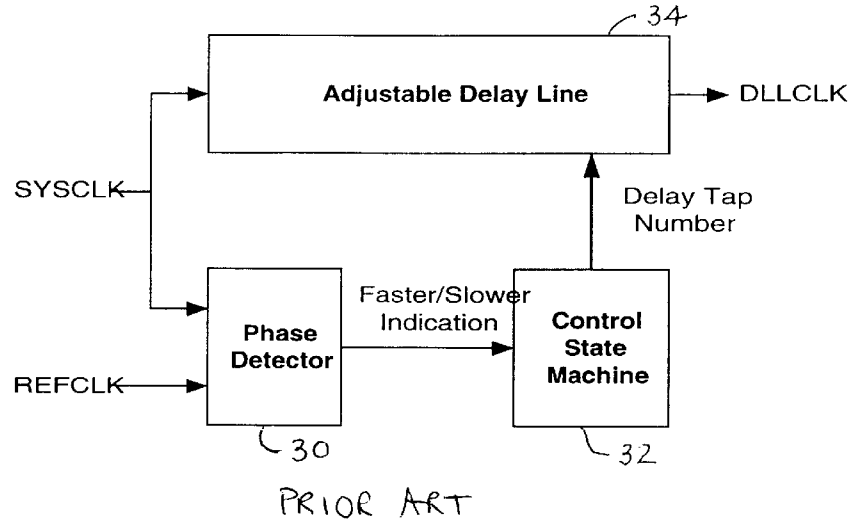 34
Adjustable Delay Line
DLLCLK
SYSCLK
Delay Tap
Number
Faster/Slower
Indication
Phase
Detector
Control
State
Machine
REFCLK
30
32
PRIOR ART